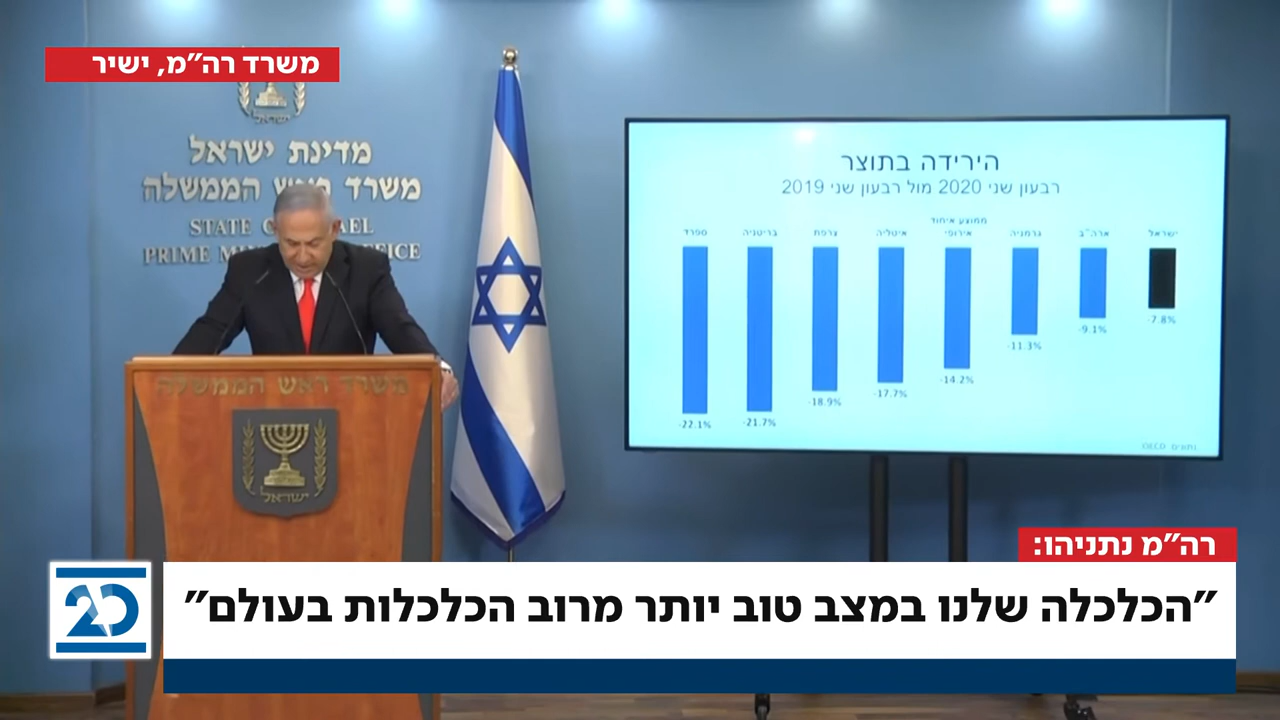 משרד רה"מ, ישיר
ישראל
מדינת ישראל
משרד ראש הממשלה
STATE OF ISRAEL
PRIME MINISTER'S OFFICE
משרד ראש הממשלה
ישראל
הירידה בתוצר
רבעון שני 2020 מול רבעון שני 2019
ספרד בריטניה צרפת איטליה ממוצע איחוד אירופי גרמניה ארה"ב ישראל
-22.1% -21.7% -18.9% -17.7% -14.2% -11.3% -9.1% -7.8%
נתונים: OECD
רה"מ נתניהו:
"הכלכלה שלנו במצב טוב יותר מרוב הכלכלות בעולם"
20